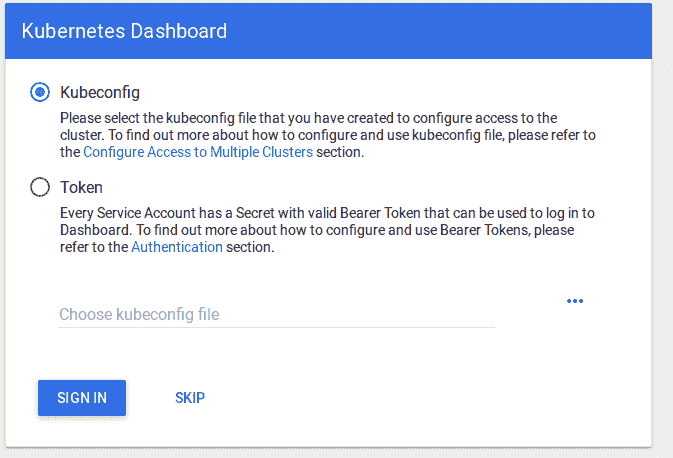 Kubernetes Dashboard
Kubeconfig
Please select the kubeconfig file that you have created to configure access to the
cluster. To find out more about how to configure and use kubeconfig file, please refer to
the Configure Access to Multiple Clusters section.
Token
Every Service Account has a Secret with valid Bearer Token that can be used to log in to
Dashboard. To find out more about how to configure and use Bearer Tokens, please
refer to the Authentication section.
Choose kubeconfig file
SIGN IN SKIP